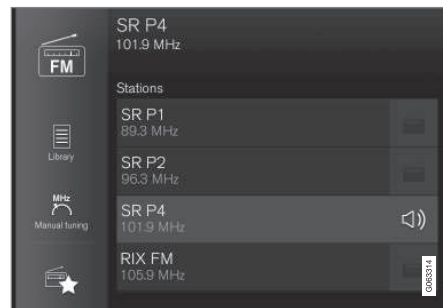 SR P4
101.9 MHz
FM
Stations
SR P1
89.3 MHz
Library
SR P2
96.3 MHz
MHz
Manual tuning
SR P4
101.9 MHz
RIX FM
105.9 MHz
G063314